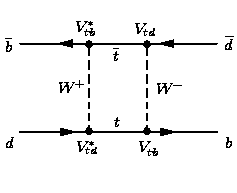 V*tb Vtd
b̅ t̅ d̅
W+ W−
d t b
V*td Vtb